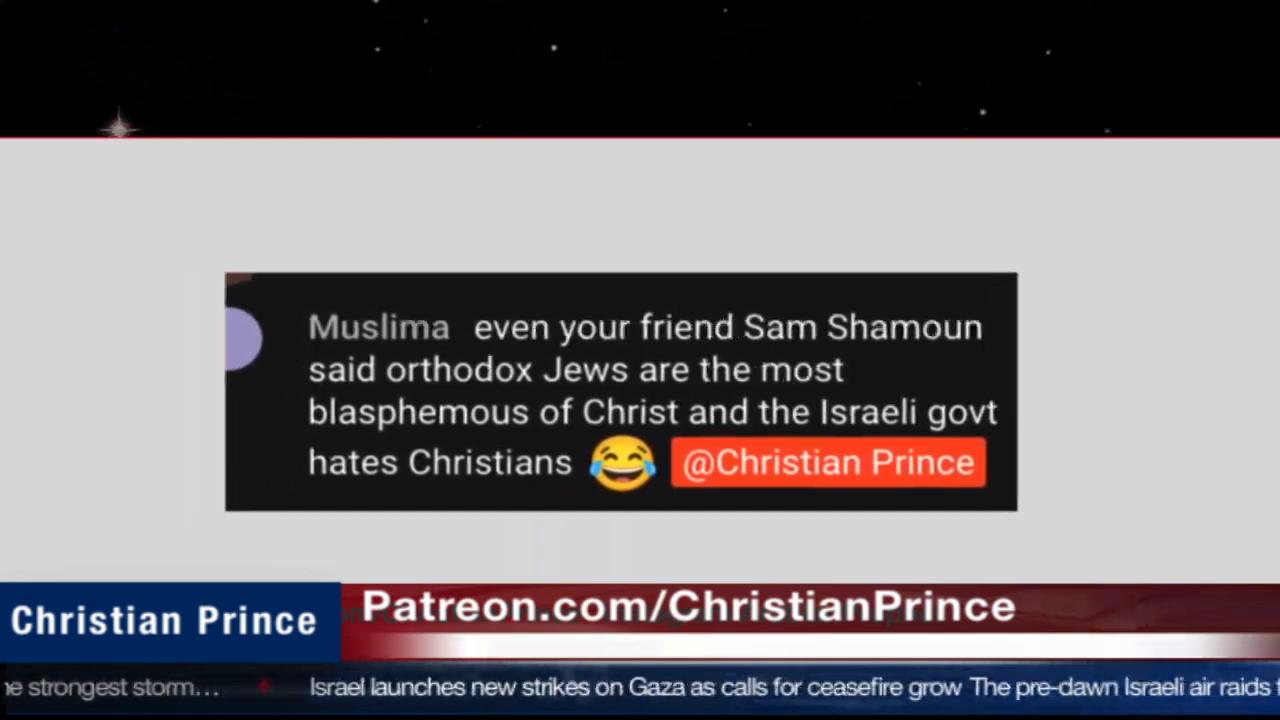 Muslima even your friend Sam Shamoun
said orthodox Jews are the most
blasphemous of Christ and the Israeli govt
hates Christians 😂 @Christian Prince
Christian Prince
Patreon.com/ChristianPrince
strongest storm... Israel launches new strikes on Gaza as calls for ceasefire grow The pre-dawn Israeli air raids